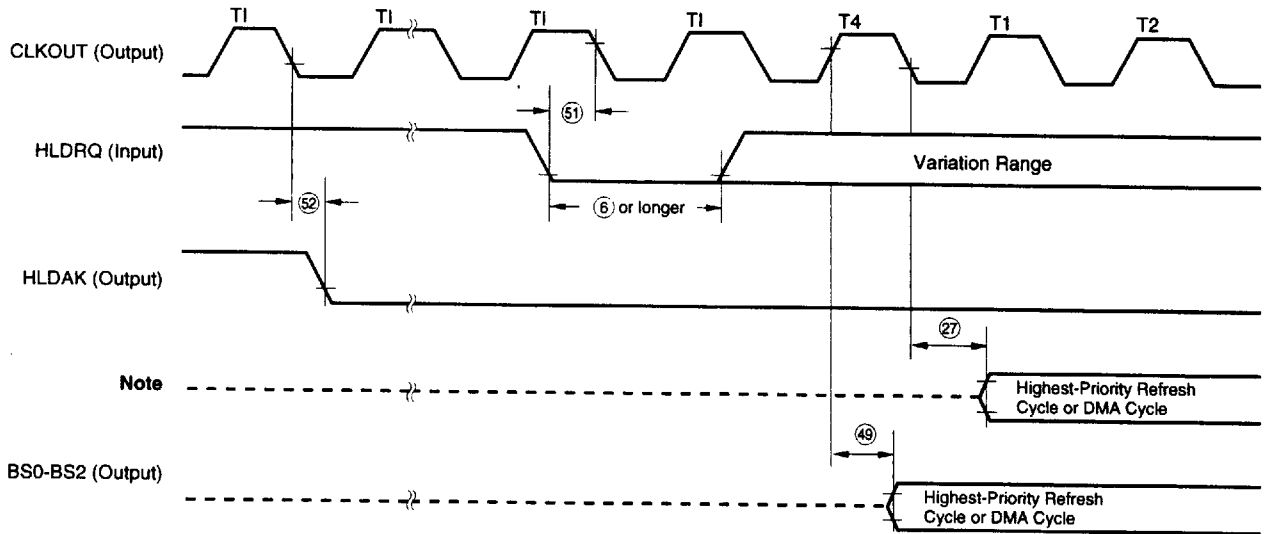 TI TI TI TI T4 T1 T2
CLKOUT (Output)
51
HLDRQ (Input)
Variation Range
52
6 or longer
HLDAK (Output)
27
Note
Highest-Priority Refresh
Cycle or DMA Cycle
49
BS0-BS2 (Output)
Highest-Priority Refresh
Cycle or DMA Cycle